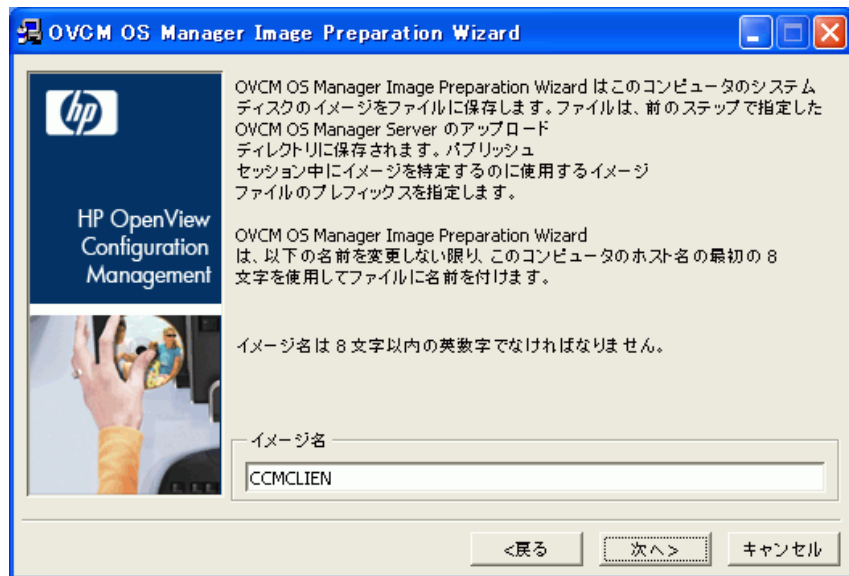 OVCM OS Manager Image Preparation Wizard
hp
HP OpenView
Configuration
Management
OVCM OS Manager Image Preparation Wizard はこのコンピュータのシステム
ディスクのイメージをファイルに保存します。ファイルは、前のステップで指定した
OVCM OS Manager Server のアップロード
ディレクトリに保存されます。パブリッシュ
セッション中にイメージを特定するのに使用するイメージ
ファイルのプレフィックスを指定します。
OVCM OS Manager Image Preparation Wizard
は、以下の名前を変更しない限り、このコンピュータのホスト名の最初の 8
文字を使用してファイルに名前を付けます。
イメージ名は 8 文字以内の英数字でなければなりません。
イメージ名
CCMCLIEN
<戻る
次へ>
キャンセル